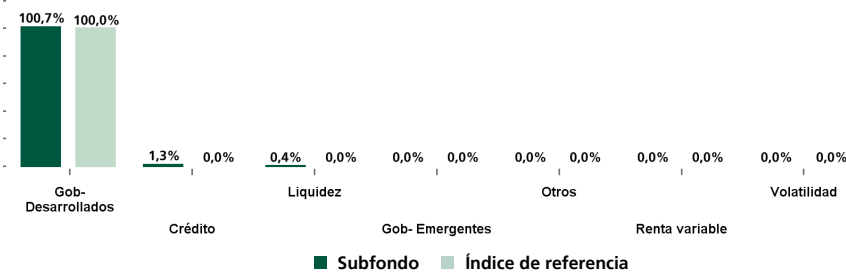 100,7% 100,0%
1,3% 0,0% 0,4% 0,0% 0,0% 0,0% 0,0% 0,0% 0,0% 0,0% 0,0% 0,0%
Gob- Liquidez Otros Volatilidad
Desarrollados
Crédito Gob- Emergentes Renta variable
Subfondo Índice de referencia